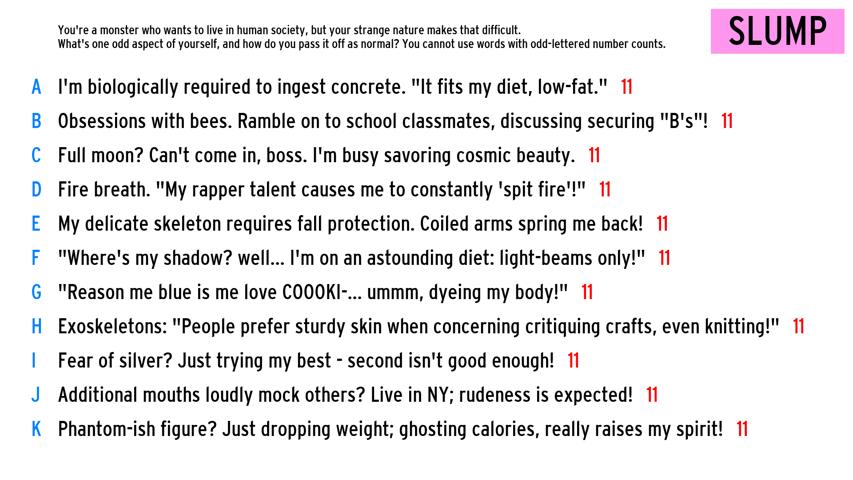 You're a monster who wants to live in human society, but your strange nature makes that difficult.
What's one odd aspect of yourself, and how do you pass it off as normal? You cannot use words with odd-lettered number counts.
SLUMP
A I'm biologically required to ingest concrete. "It fits my diet, low-fat." 11
B Obsessions with bees. Ramble on to school classmates, discussing securing "B's"! 11
C Full moon? Can't come in, boss. I'm busy savoring cosmic beauty. 11
D Fire breath. "My rapper talent causes me to constantly 'spit fire'!" 11
E My delicate skeleton requires fall protection. Coiled arms spring me back! 11
F "Where's my shadow? well... I'm on an astounding diet: light-beams only!" 11
G "Reason me blue is me love COOOKI-... ummm, dyeing my body!" 11
H Exoskeletons: "People prefer sturdy skin when concerning critiquing crafts, even knitting!" 11
I Fear of silver? Just trying my best - second isn't good enough! 11
J Additional mouths loudly mock others? Live in NY; rudeness is expected! 11
K Phantom-ish figure? Just dropping weight; ghosting calories, really raises my spirit! 11